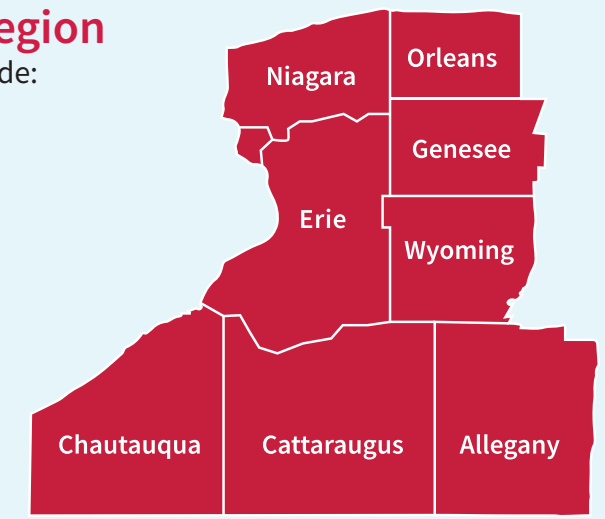 egion
de:
Orleans
Niagara
Genesee
Erie
Wyoming
Chautauqua
Cattaraugus
Allegany